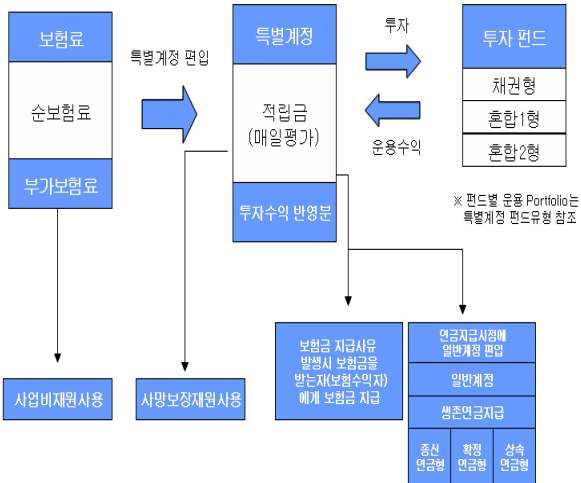 보험료
순보험료
부가보험료
특별계정 편입
특별계정
적립금
(매일평가)
투자수익 반영분
투자
운용수익
투자 펀드
채권형
혼합1형
혼합2형
※ 펀드별 운용 Portfolio는
특별계정 펀드유형 참조
사업비재원사용
사망보장재원사용
보험금 지급사유
발생시 보험금을
받는자(보험수익자)
에게 보험금 지급
연금지급시점에
일반계정 편입
일반계정
생존연금지급
종신
연금형
확정
연금형
상속
연금형